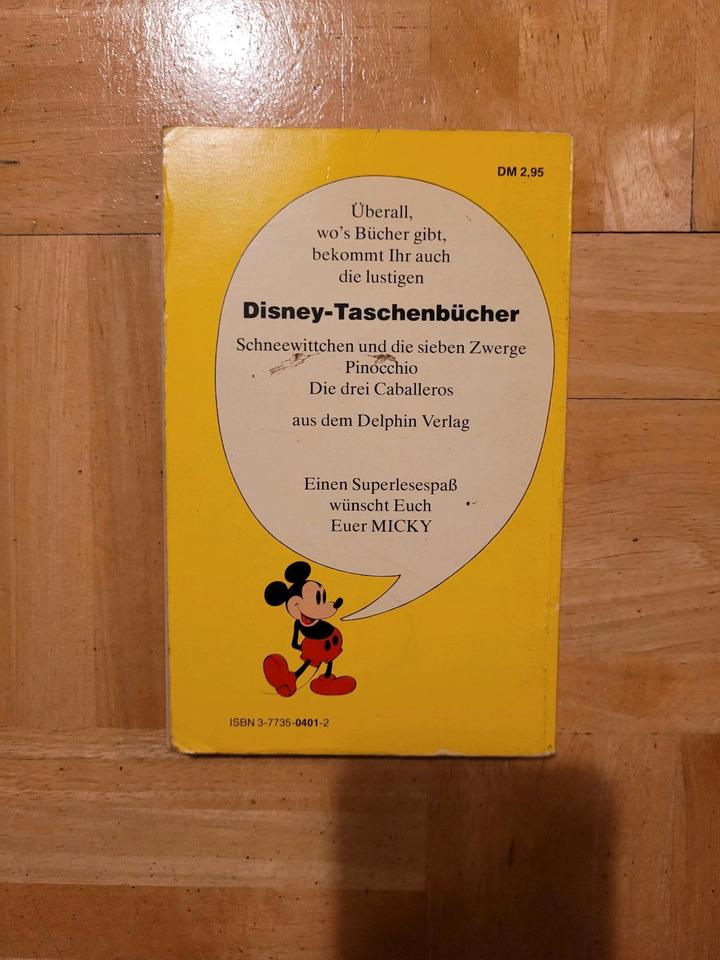 DM 2,95
Überall,
wo's Bücher gibt,
bekommt Ihr auch
die lustigen
Disney-Taschenbücher
Schneewittchen und die sieben Zwerge
Pinocchio
Die drei Caballeros
aus dem Delphin Verlag
Einen Superlesespaß
wünscht Euch
Euer MICKY
ISBN 3-7735-0401-2